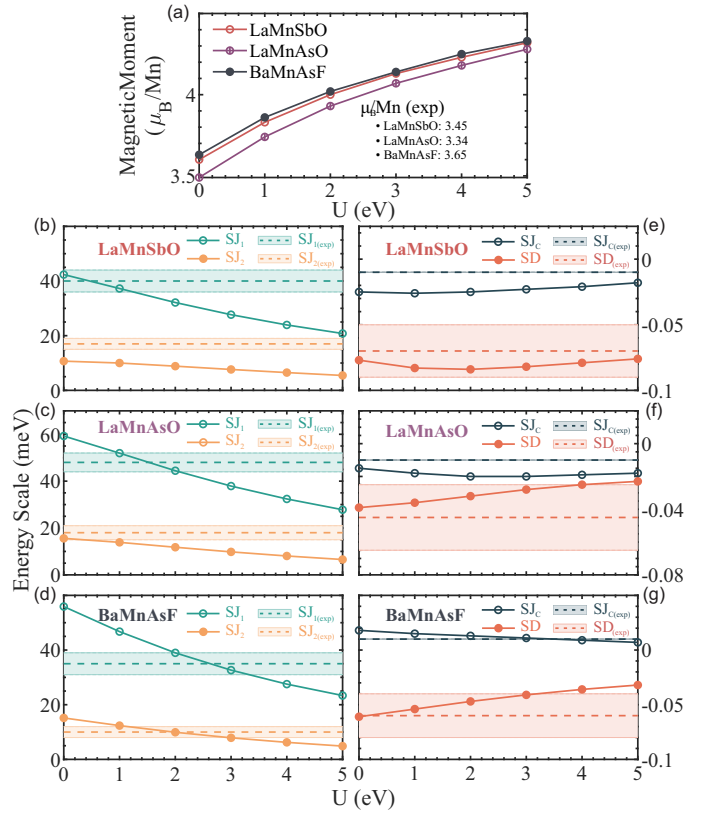 (a)
LaMnSbO
LaMnAsO
BaMnAsF
MagneticMoment
(μB/Mn)
4
3.5
μB/Mn (exp)
• LaMnSbO: 3.45
• LaMnAsO: 3.34
• BaMnAsF: 3.65
0 1 2 3 4 5
U (eV)
(b)
LaMnSbO
SJ1 SJ1(exp)
SJ2 SJ2(exp)
40
20
0
(e)
LaMnSbO
SJC SJC(exp)
SD SD(exp)
0
-0.05
-0.1
Energy Scale (meV)
(c)
LaMnAsO
SJ1 SJ1(exp)
SJ2 SJ2(exp)
60
40
20
0
(f)
LaMnAsO
SJC SJC(exp)
SD SD(exp)
0
-0.04
-0.08
(d)
BaMnAsF
SJ1 SJ1(exp)
SJ2 SJ2(exp)
40
20
0
0 1 2 3 4 5
U (eV)
(g)
BaMnAsF
SJC SJC(exp)
SD SD(exp)
0
-0.05
-0.1
0 1 2 3 4 5
U (eV)